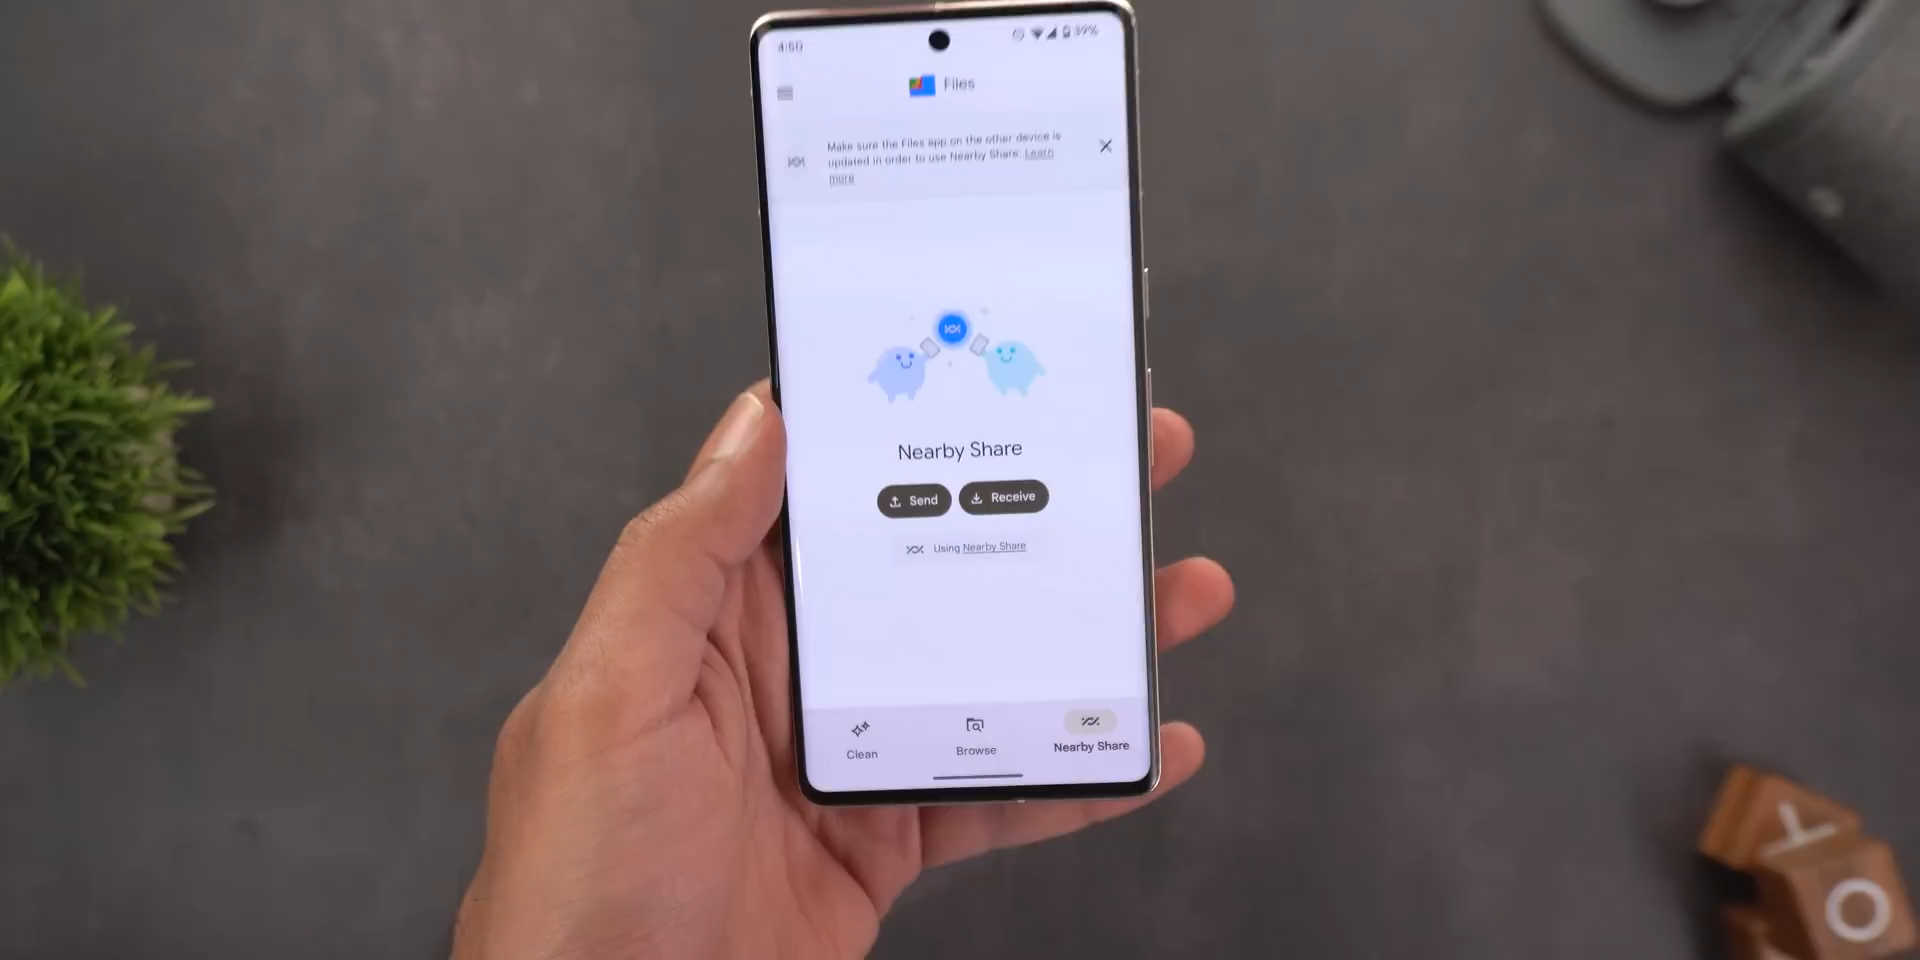 4:50
39%
Files
Make sure the Files app on the other device is
updated in order to use Nearby Share. Learn
more
Nearby Share
Send
Receive
Using Nearby Share
Clean
Browse
Nearby Share
Y
O